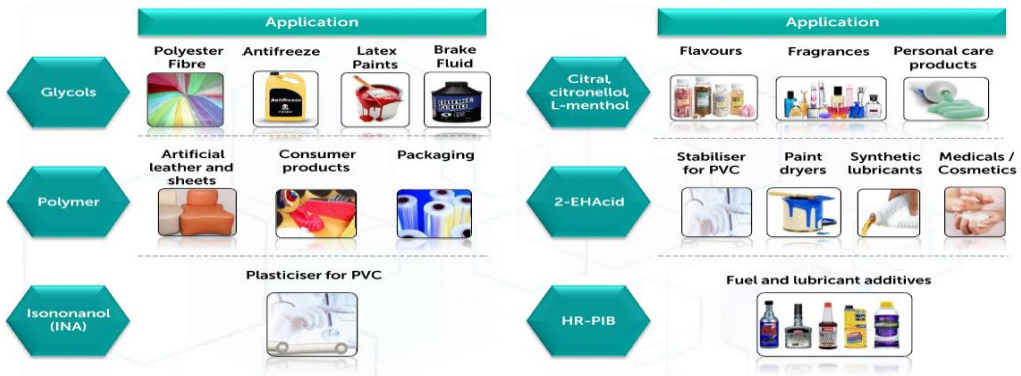 Application
Glycols
Polyester
Fibre
Antifreeze
Latex
Paints
Brake
Fluid
AntiFreeze
Polymer
Artificial
leather and
sheets
Consumer
products
Packaging
Isononanol
(INA)
Plasticiser for PVC
Application
Citral,
citronellol,
L-menthol
Flavours
Fragrances
Personal care
products
2-EHAcid
Stabiliser
for PVC
Paint
dryers
Synthetic
lubricants
Medicals /
Cosmetics
HR-PIB
Fuel and lubricant additives